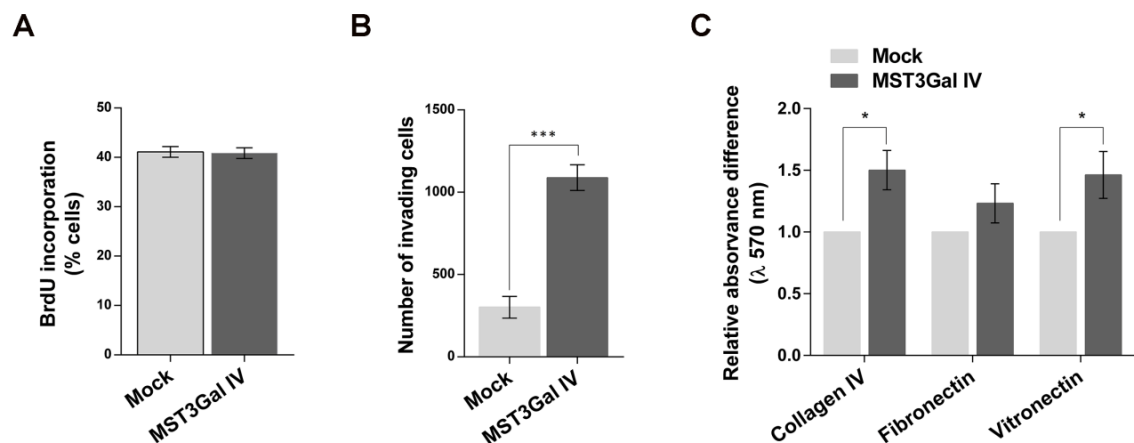 A
BrdU incorporation
(% cells)
50
40
30
20
10
0
Mock
MST3Gal IV
B
Number of invading cells
1500
1000
500
0
***
Mock
MST3Gal IV
C
Mock
MST3Gal IV
Relative absorvance difference
(λ 570 nm)
2.0
1.5
1.0
0.5
0.0
*
*
Collagen IV
Fibronectin
Vitronectin